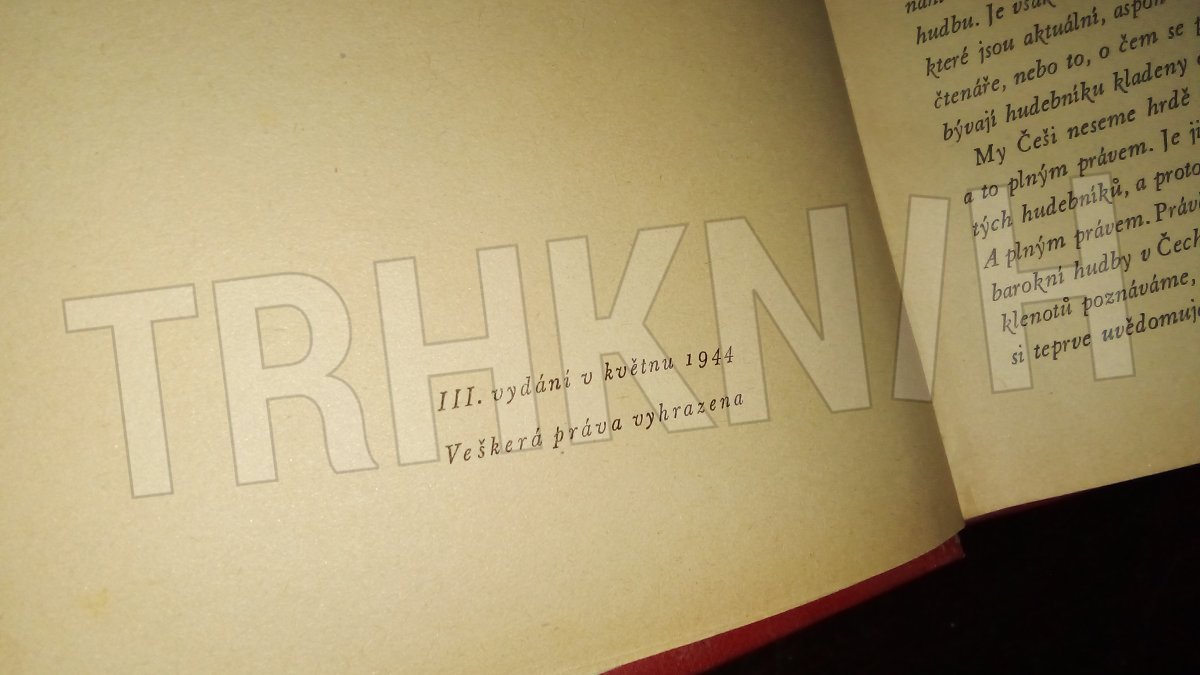 III. vydání v květnu 1944
Veškerá práva vyhrazena
hudbu. Je však
které jsou aktuální, aspoň
čtenáře, nebo to, o čem se
bývají hudebníku kladeny
My Češi neseme hrdě
a to plným právem. Je
tých hudebníků, a proto
A plným právem. Právě
barokní hudby v Čech
klenotů poznáváme,
si teprve uvědomuj
TRHKNIH